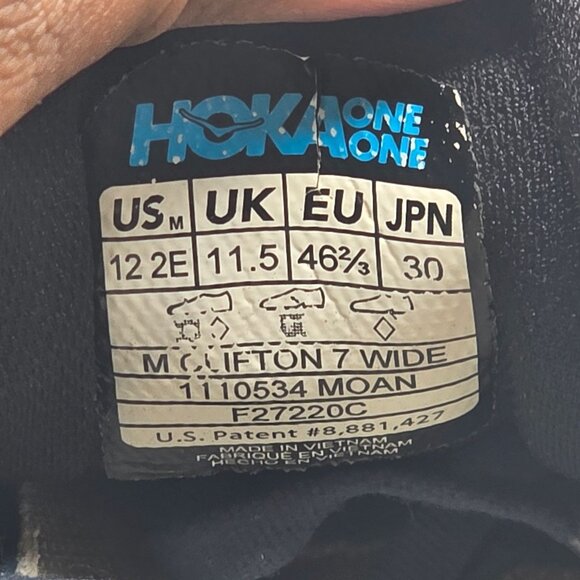 HOKA ONE ONE
US M UK EU JPN
12 2E 11.5 46⅔ 30
M CLIFTON 7 WIDE
1110534 MOAN
F27220C
U.S. Patent #8,881,427
MADE IN VIETNAM
FABRIQUÉ EN VIETNAM
HECHO EN VIETNAM